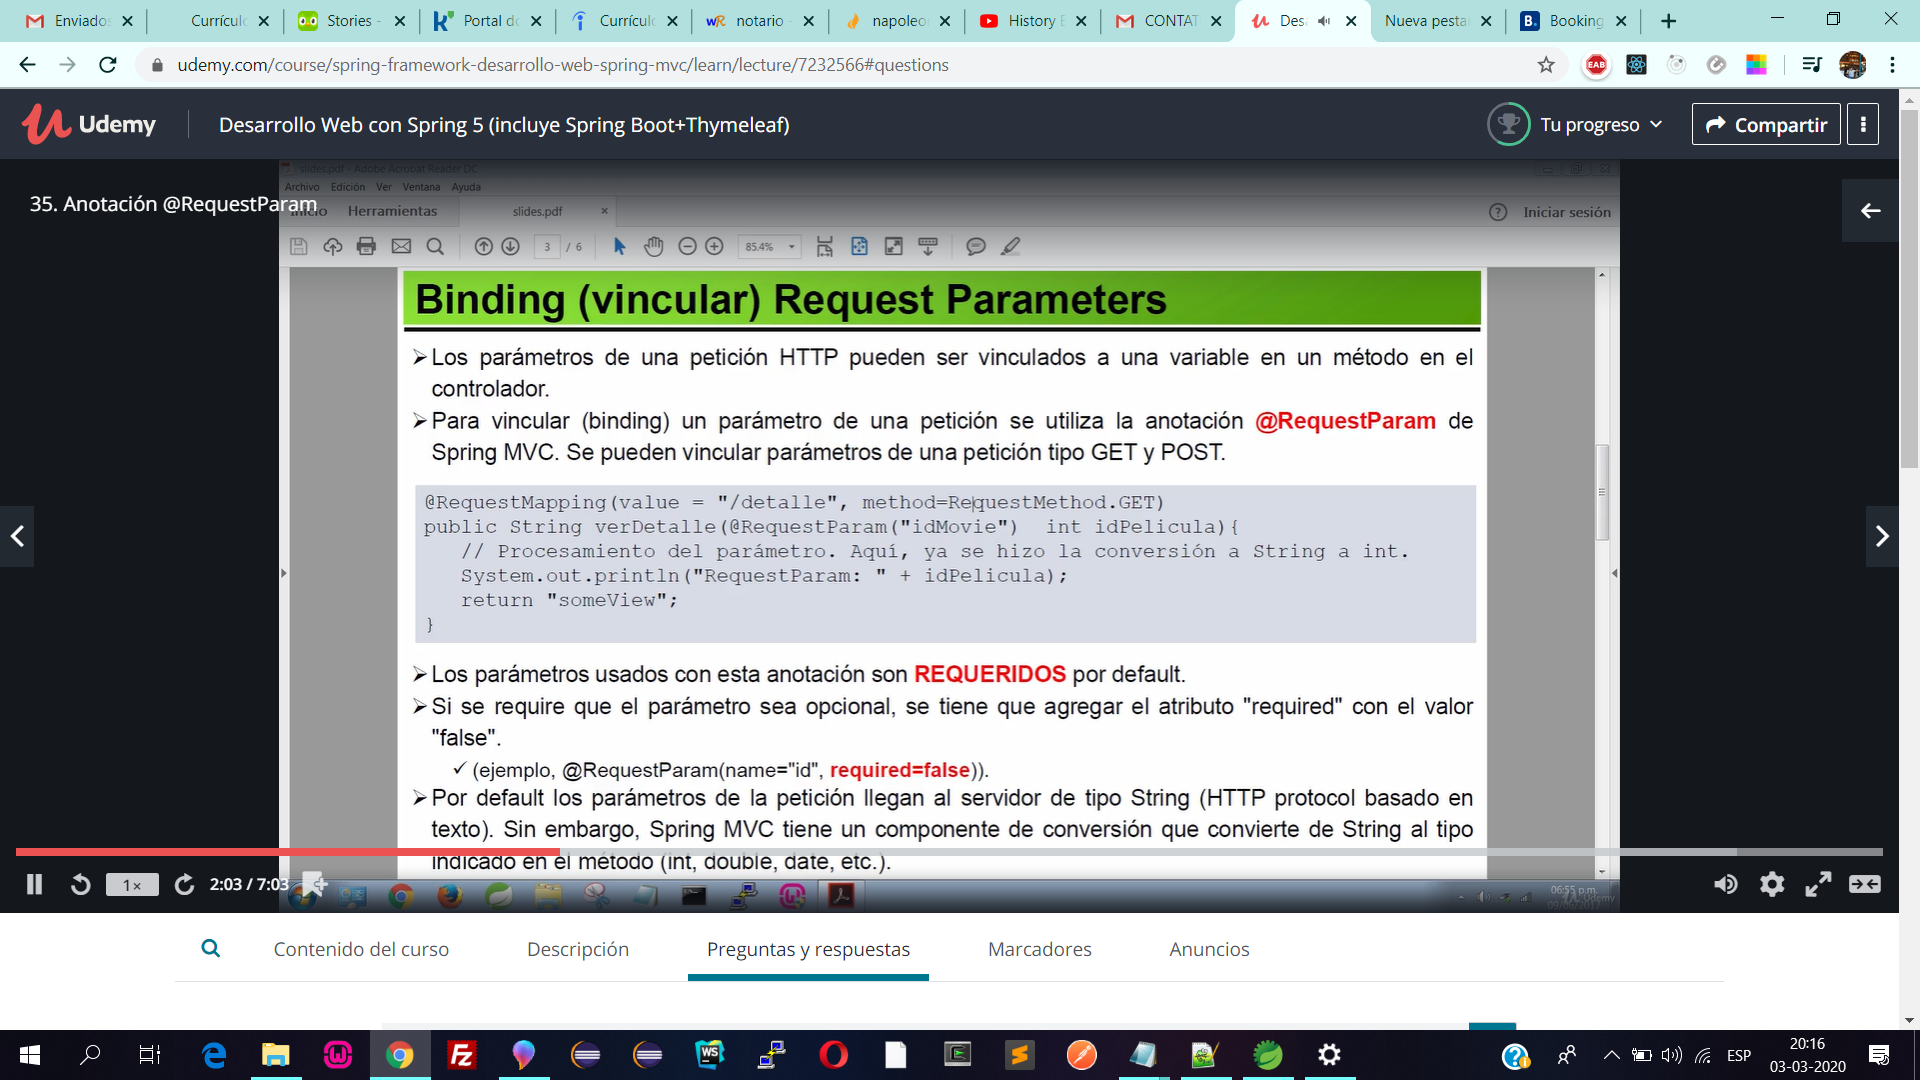 Enviados
Currículo
Stories -
Portal de
Currículo
notario -
napoleo
History E
CONTAT
Des
Nueva pesta
Booking
udemy.com/course/spring-framework-desarrollo-web-spring-mvc/learn/lecture/7232566#questions
Udemy
Desarrollo Web con Spring 5 (incluye Spring Boot+Thymeleaf)
Tu progreso
Compartir
slides.pdf - Adobe Acrobat Reader DC
Archivo Edición Ver Ventana Ayuda
35. Anotación @RequestParam
Inicio Herramientas slides.pdf Iniciar sesión
3 / 6 85.4%
Binding (vincular) Request Parameters
➢Los parámetros de una petición HTTP pueden ser vinculados a una variable en un método en el
controlador.
➢Para vincular (binding) un parámetro de una petición se utiliza la anotación @RequestParam de
Spring MVC. Se pueden vincular parámetros de una petición tipo GET y POST.
@RequestMapping(value = "/detalle", method=RequestMethod.GET)
public String verDetalle(@RequestParam("idMovie") int idPelicula){
// Procesamiento del parámetro. Aquí, ya se hizo la conversión a String a int.
System.out.println("RequestParam: " + idPelicula);
return "someView";
}
➢Los parámetros usados con esta anotación son REQUERIDOS por default.
➢Si se require que el parámetro sea opcional, se tiene que agregar el atributo "required" con el valor
"false".
✓ (ejemplo, @RequestParam(name="id", required=false)).
➢Por default los parámetros de la petición llegan al servidor de tipo String (HTTP protocol basado en
texto). Sin embargo, Spring MVC tiene un componente de conversión que convierte de String al tipo
indicado en el método (int, double, date, etc.).
1× 2:03 / 7:03
06:55 p.m.
Udemy
Contenido del curso
Descripción
Preguntas y respuestas
Marcadores
Anuncios
ESP
20:16
03-03-2020